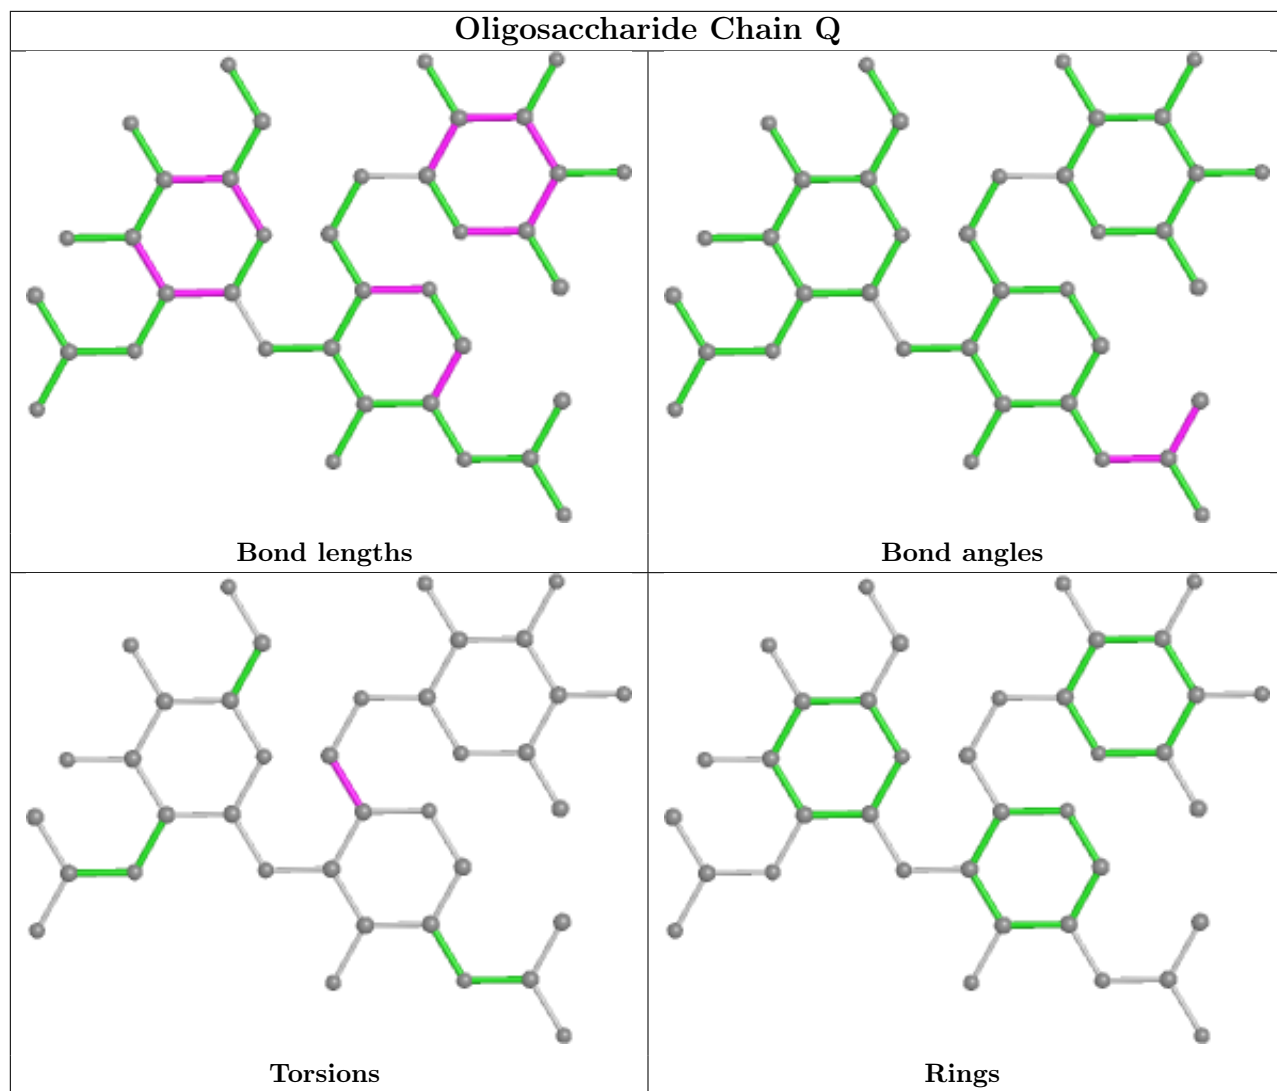 Oligosaccharide Chain Q
Bond lengths
Bond angles
Torsions
Rings